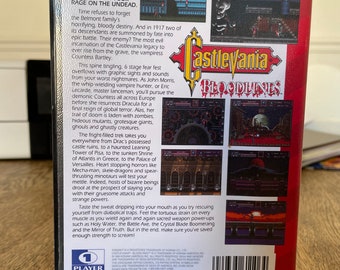 RAGE ON THE UNDEAD.
Time refuses to forget
the Belmont family's
horrifying, bloody destiny. And in 1917 two of
its descendants are summoned by fate into
epic battle. Their enemy? The most evil
incarnation of the Castlevania legacy to
rise from the grave, the vampress
Countess Bartley.
This spine tingling, 6 stage fear fest
overflows with graphic sights and sounds
of your worst nightmares. As John Morris,
the whip wielding vampire hunter, or Eric
Lecarde, master lanceman, you'll pursue the
demonic Countess all across Europe
before she resurrects Dracula for a
final reign of global terror. Alas, her
trail of doom is laden with zombies,
hideous mutants, grotesque giants,
ghouls and ghastly creatures.
The fright-filled trek takes you
everywhere from Drac's possessed
Castle ruins, to a haunted Leaning
Tower of Pisa, to the sunken Shrine
of Atlantis in Greece, to the Palace of
Versailles. Heart stopping horrors like
Mecha-man, skele-dragons and spear-
thrusting minotaurs will test your
mettle. Indeed, hosts of bizarre beings
drool at the prospect of slaying you
with their gruesome attacks and
strange powers.
Taste the sweat dripping into your mouth as you try rescuing
yourself from diabolical traps. Feel the tortuous strain on every
muscle as you wield again and again sacred weapon power-ups
such as Holy Water, the Battle Axe, the Crystal Blade Boomerang
and the Mirror of Truth. But in the end, make sure you've saved
enough strength to scream!
Castlevania
BLOODLINES
1
PLAYER